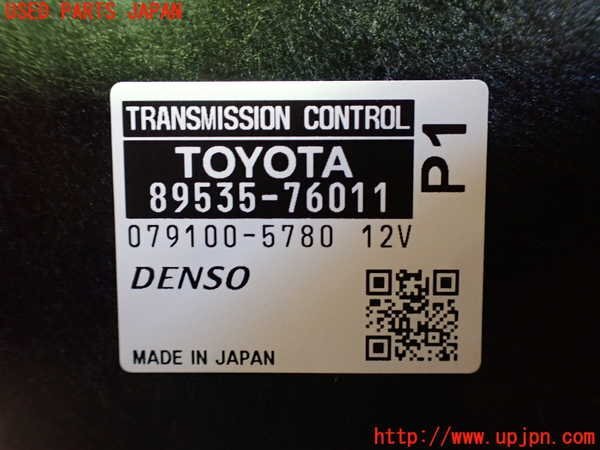 USED PARTS JAPAN
TRANSMISSION CONTROL
TOYOTA
89535-76011
P1
079100-5780 12V
DENSO
MADE IN JAPAN
http://www.upjpn.com/